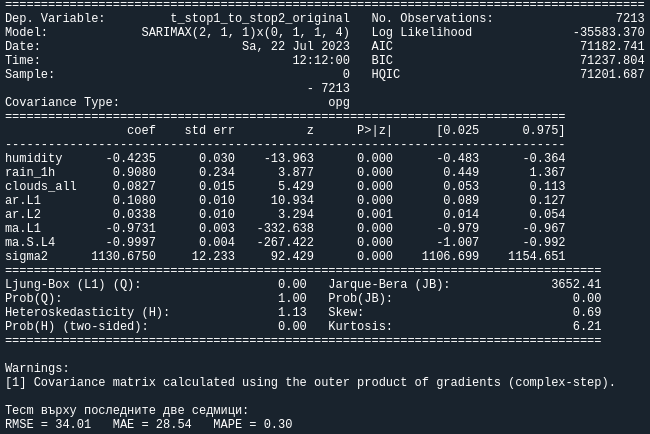 ==============================================================================
Dep. Variable: t_stop1_to_stop2_original No. Observations: 7213
Model: SARIMAX(2, 1, 1)x(0, 1, 1, 4) Log Likelihood -35583.370
Date: Sa, 22 Jul 2023 AIC 71182.741
Time: 12:12:00 BIC 71237.804
Sample: 0 HQIC 71201.687
- 7213
Covariance Type: opg
==============================================================================
coef std err z P>|z| [0.025 0.975]
------------------------------------------------------------------------------
humidity -0.4235 0.030 -13.963 0.000 -0.483 -0.364
rain_1h 0.9080 0.234 3.877 0.000 0.449 1.367
clouds_all 0.0827 0.015 5.429 0.000 0.053 0.113
ar.L1 0.1080 0.010 10.934 0.000 0.089 0.127
ar.L2 0.0338 0.010 3.294 0.001 0.014 0.054
ma.L1 -0.9731 0.003 -332.638 0.000 -0.979 -0.967
ma.S.L4 -0.9997 0.004 -267.422 0.000 -1.007 -0.992
sigma2 1130.6750 12.233 92.429 0.000 1106.699 1154.651
==============================================================================
Ljung-Box (L1) (Q): 0.00 Jarque-Bera (JB): 3652.41
Prob(Q): 1.00 Prob(JB): 0.00
Heteroskedasticity (H): 1.13 Skew: 0.69
Prob(H) (two-sided): 0.00 Kurtosis: 6.21
==============================================================================
Warnings:
[1] Covariance matrix calculated using the outer product of gradients (complex-step).
Тест върху последните две седмици:
RMSE = 34.01 MAE = 28.54 MAPE = 0.30